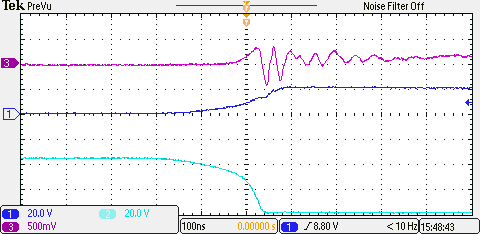 Tek PreVu Noise Filter Off
3
1
1 20.0 V 2 20.0 V 100ns 0.00000 s 1 8.80 V < 10 Hz 15:48:43
3 500mV